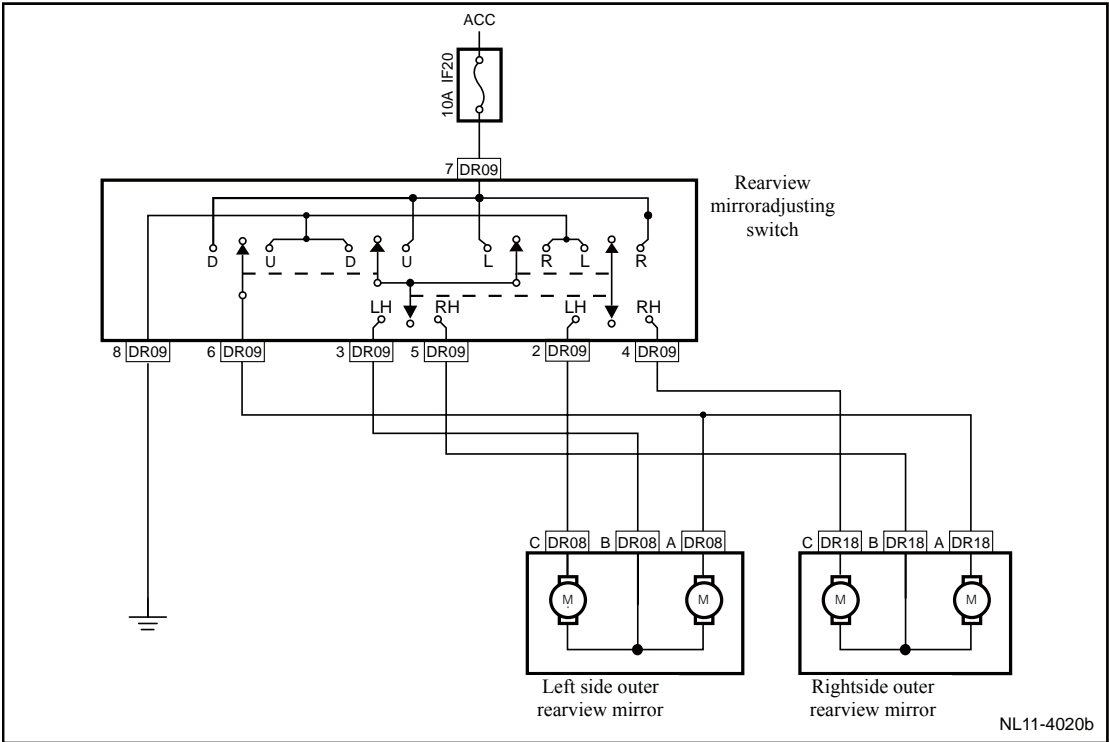 ACC
10A IF20
7 DR09
Rearview
mirroradjusting
switch
D U D U L R L R
LH RH LH RH
8 DR09 6 DR09 3 DR09 5 DR09 2 DR09 4 DR09
C DR08 B DR08 A DR08 C DR18 B DR18 A DR18
M M M M
Left side outer
rearview mirror
Rightside outer
rearview mirror
NL11-4020b